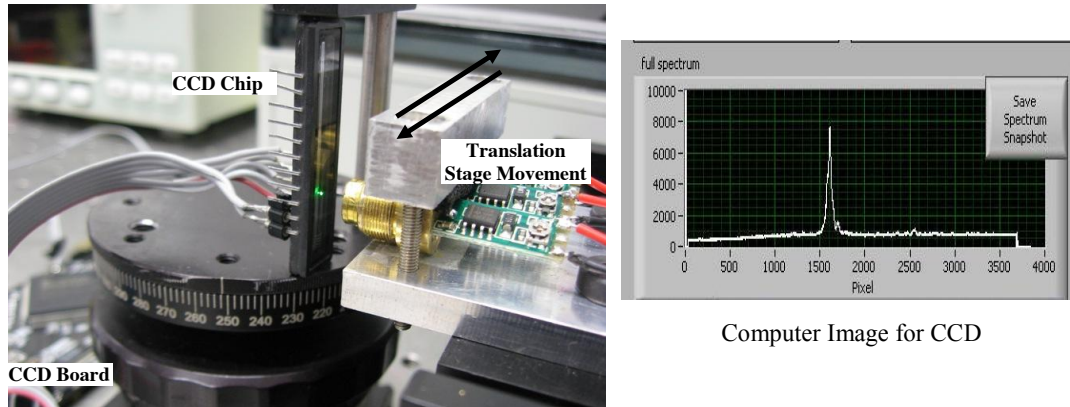 CCD Chip
Translation
Stage Movement
CCD Board
280 270 260 250 240 230 220
full spectrum
10000
8000
6000
4000
2000
0
0 500 1000 1500 2000 2500 3000 3500 4000
Pixel
Save
Spectrum
Snapshot
Computer Image for CCD